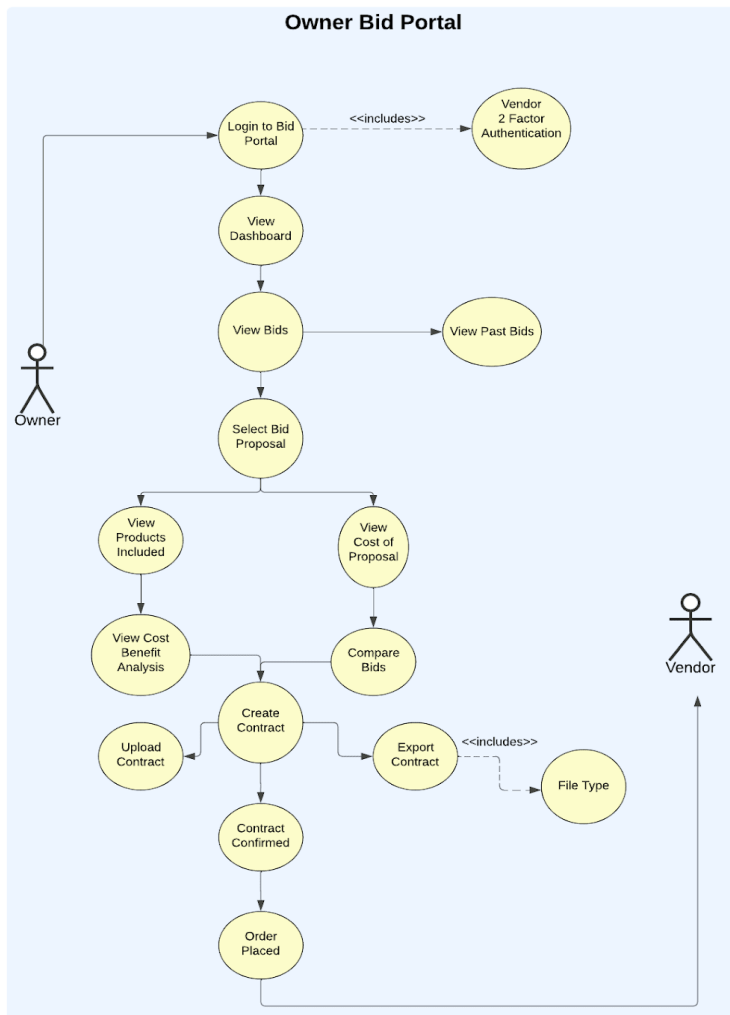 Owner Bid Portal
Login to Bid
Portal
<<includes>>
Vendor
2 Factor
Authentication
View
Dashboard
View Bids
View Past Bids
Owner
Select Bid
Proposal
View
Products
Included
View
Cost of
Proposal
View Cost
Benefit
Analysis
Compare
Bids
Vendor
Create
Contract
Upload
Contract
Export
Contract
<<includes>>
File Type
Contract
Confirmed
Order
Placed